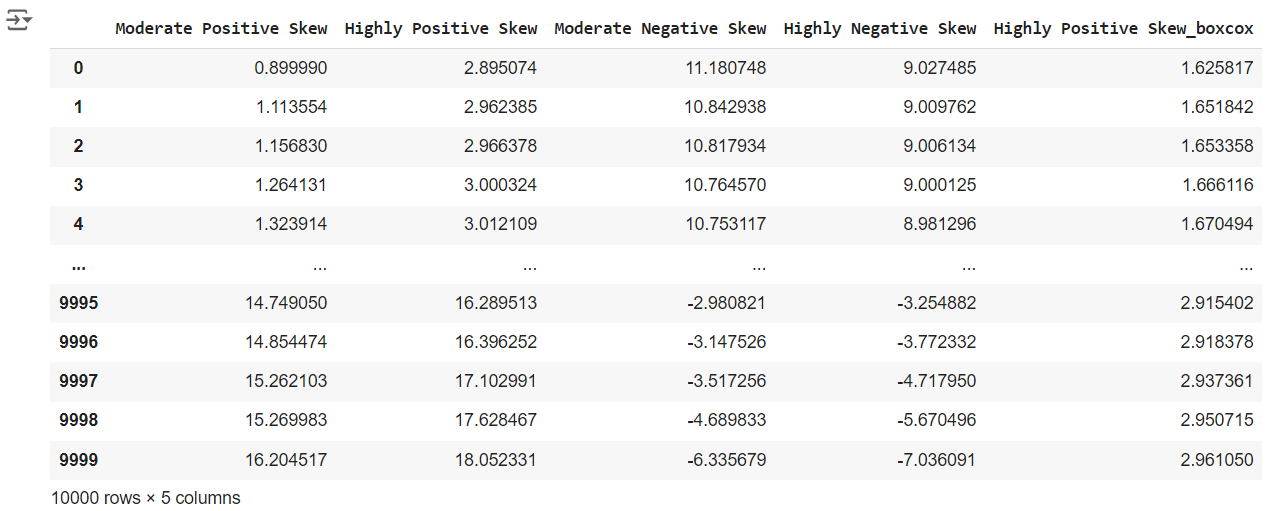 Moderate Positive Skew Highly Positive Skew Moderate Negative Skew Highly Negative Skew Highly Positive Skew_boxcox
0 0.899990 2.895074 11.180748 9.027485 1.625817
1 1.113554 2.962385 10.842938 9.009762 1.651842
2 1.156830 2.966378 10.817934 9.006134 1.653358
3 1.264131 3.000324 10.764570 9.000125 1.666116
4 1.323914 3.012109 10.753117 8.981296 1.670494
... ... ... ... ... ...
9995 14.749050 16.289513 -2.980821 -3.254882 2.915402
9996 14.854474 16.396252 -3.147526 -3.772332 2.918378
9997 15.262103 17.102991 -3.517256 -4.717950 2.937361
9998 15.269983 17.628467 -4.689833 -5.670496 2.950715
9999 16.204517 18.052331 -6.335679 -7.036091 2.961050
10000 rows × 5 columns